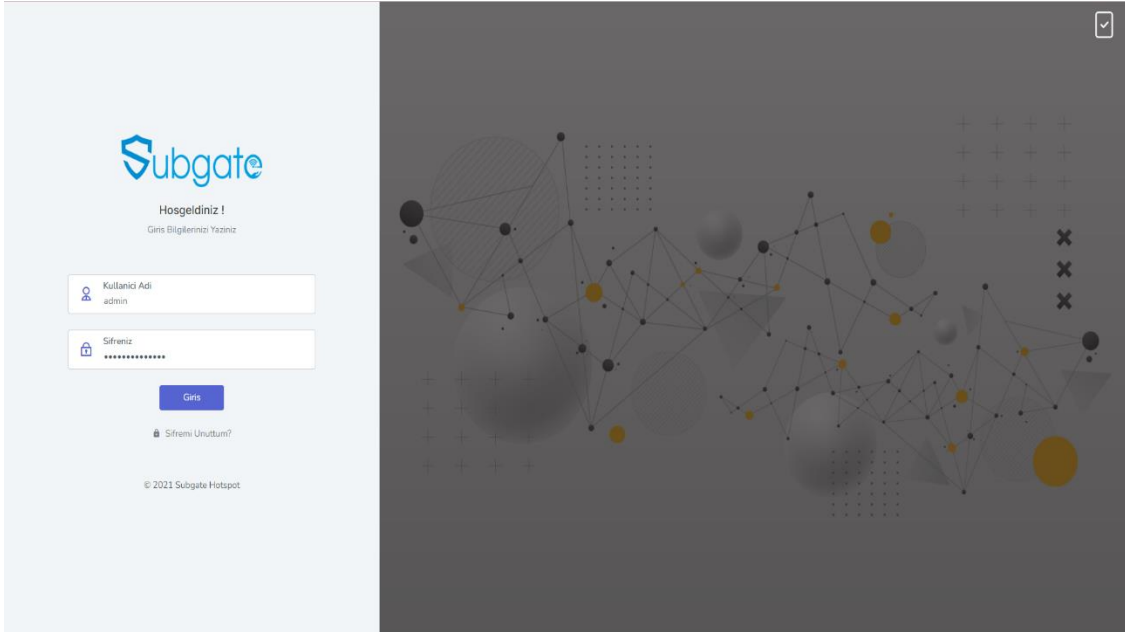 Subgate
Hosgeldiniz !
Giris Bilgilerinizi Yaziniz
Kullanici Adi
admin
Sifreniz
••••••••••••••
Giris
Sifremi Unuttum?
© 2021 Subgate Hotspot